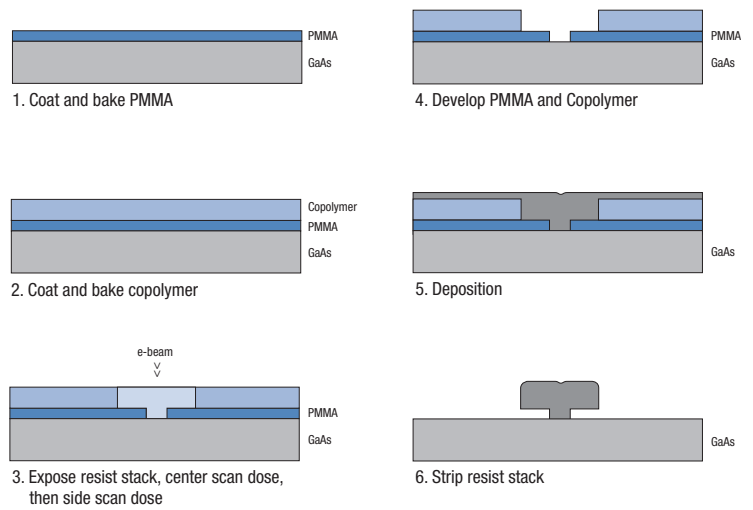 PMMA
GaAs
1. Coat and bake PMMA
Copolymer
PMMA
GaAs
2. Coat and bake copolymer
e-beam
PMMA
GaAs
3. Expose resist stack, center scan dose,
then side scan dose
PMMA
GaAs
4. Develop PMMA and Copolymer
GaAs
5. Deposition
GaAs
6. Strip resist stack